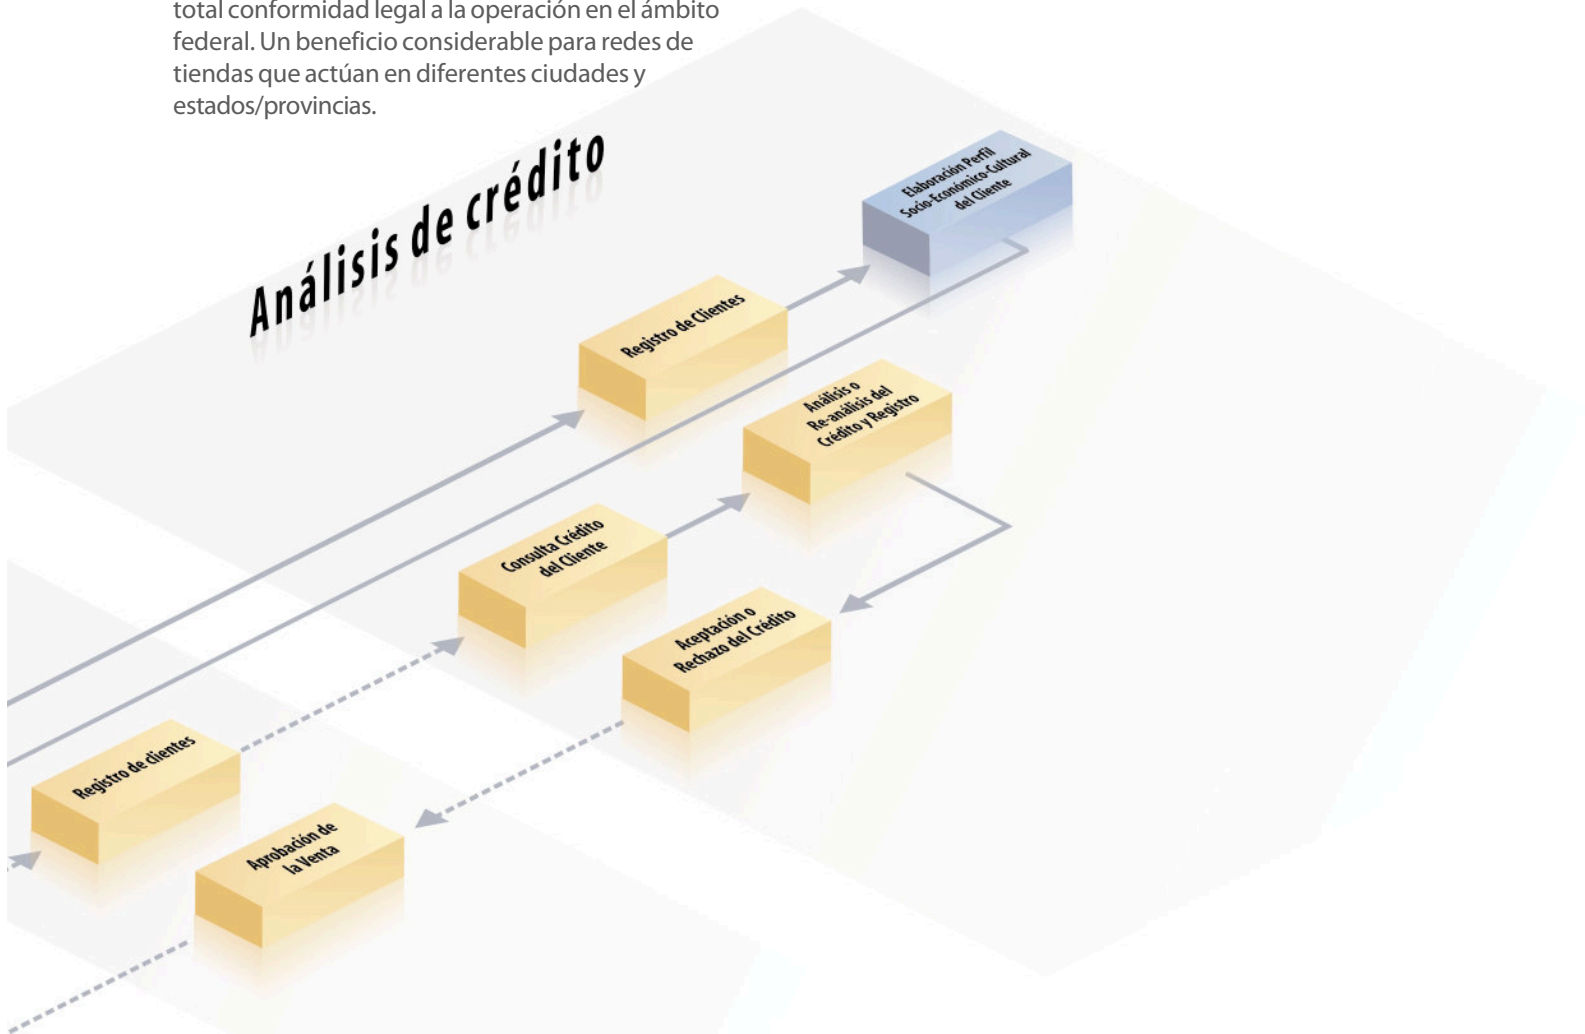 total conformidad legal a la operación en el ámbito
federal. Un beneficio considerable para redes de
tiendas que actúan en diferentes ciudades y
estados/provincias.
Análisis de crédito
Elaboración Perfil
Socio-Económico-Cultural
del Cliente
Registro de Clientes
Análisis o
Re-análisis del
Crédito y Registro
Consulta Crédito
del Cliente
Aceptación o
Rechazo del Crédito
Registro de clientes
Aprobación de
la Venta